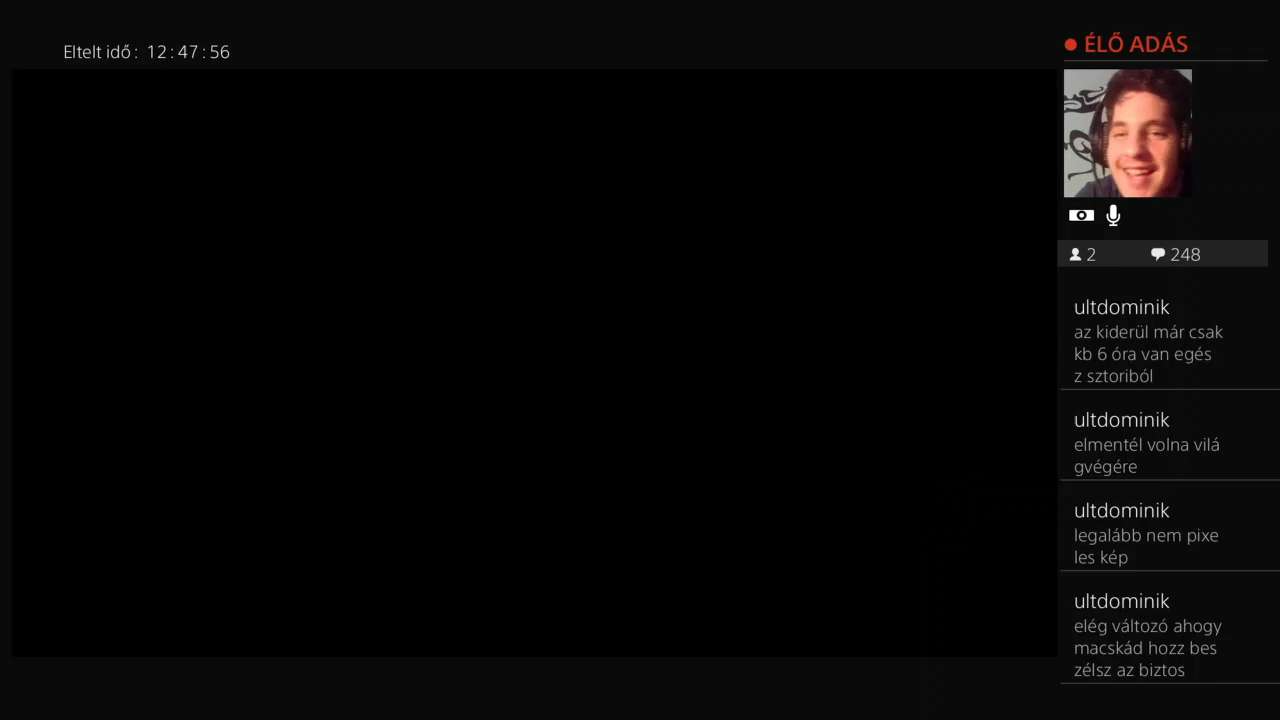 Eltelt idő: 12:47:56
ÉLŐ ADÁS
2 248
ultdominik
az kiderül már csak
kb 6 óra van egés
z sztoriból
ultdominik
elmentél volna vilá
gvégére
ultdominik
legalább nem pixe
les kép
ultdominik
elég változó ahogy
macskád hozz bes
zélsz az biztos